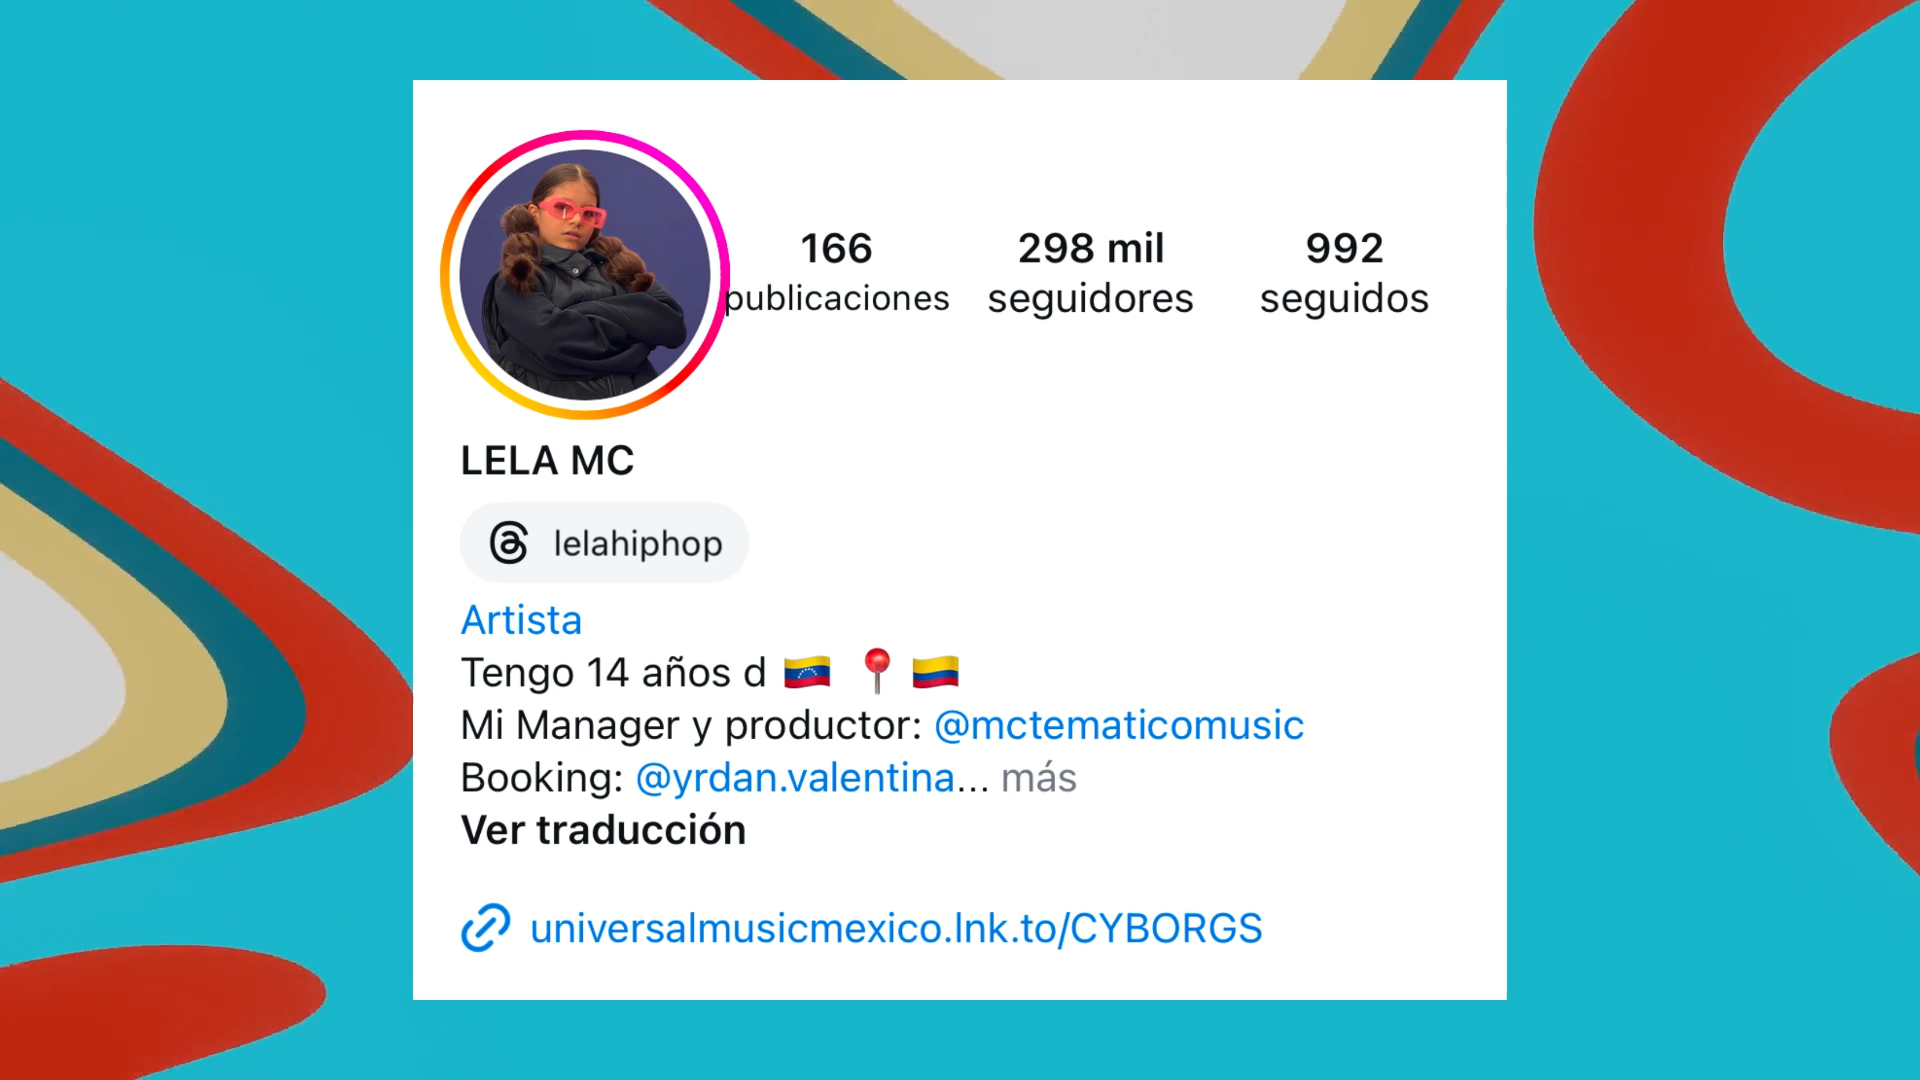 166 298 mil 992
publicaciones seguidores seguidos
LELA MC
lelahiphop
Artista
Tengo 14 años d 🇻🇪 📍 🇨🇴
Mi Manager y productor: @mctematicomusic
Booking: @yrdan.valentina... más
Ver traducción
universalmusicmexico.lnk.to/CYBORGS